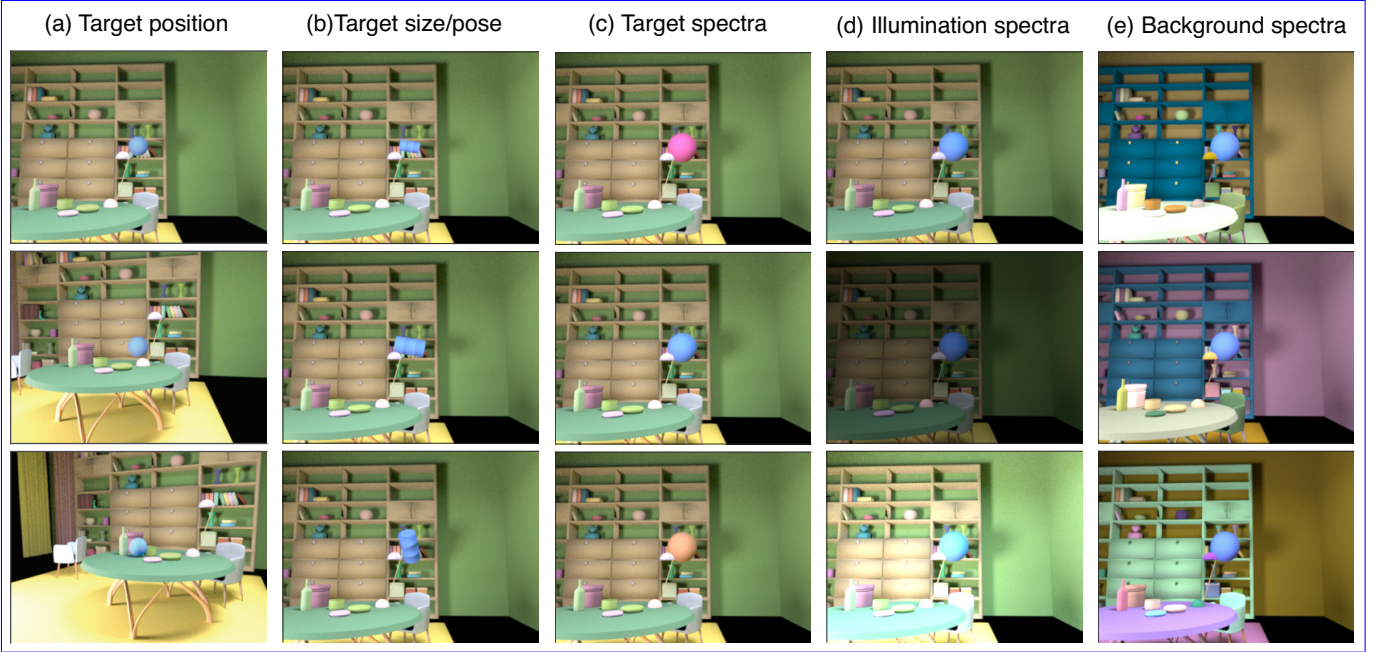 (a) Target position
(b)Target size/pose
(c) Target spectra
(d) Illumination spectra
(e) Background spectra